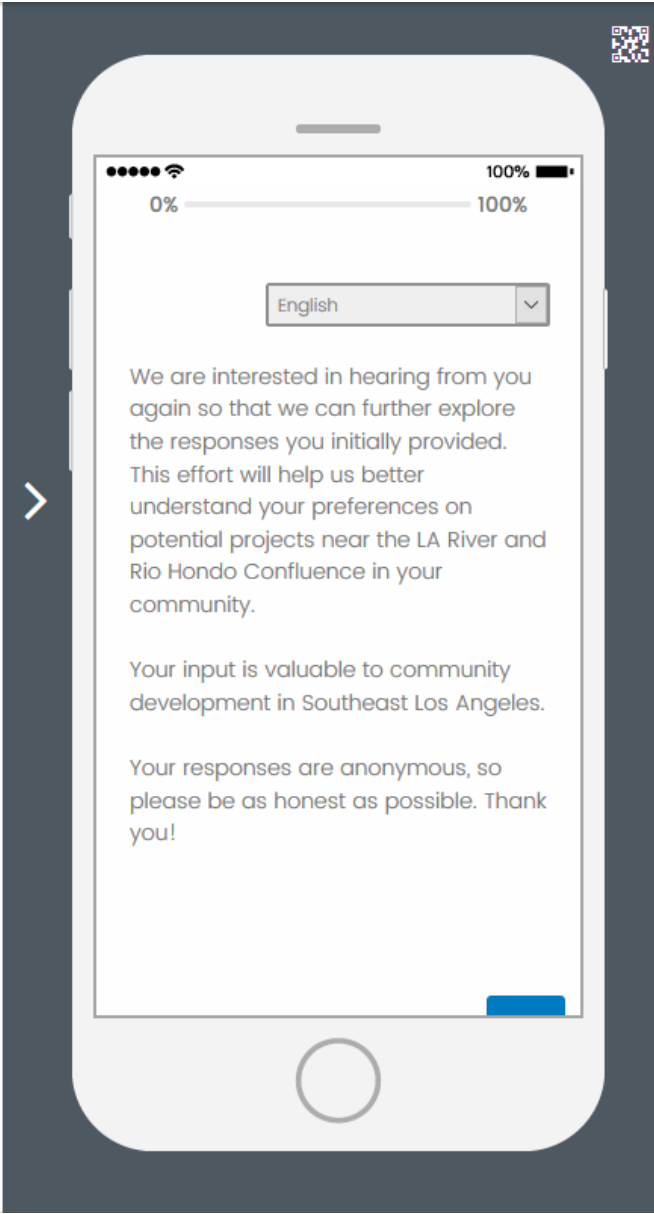 100%
0% 100%
English
We are interested in hearing from you
again so that we can further explore
the responses you initially provided.
This effort will help us better
understand your preferences on
potential projects near the LA River and
Rio Hondo Confluence in your
community.
Your input is valuable to community
development in Southeast Los Angeles.
Your responses are anonymous, so
please be as honest as possible. Thank
you!